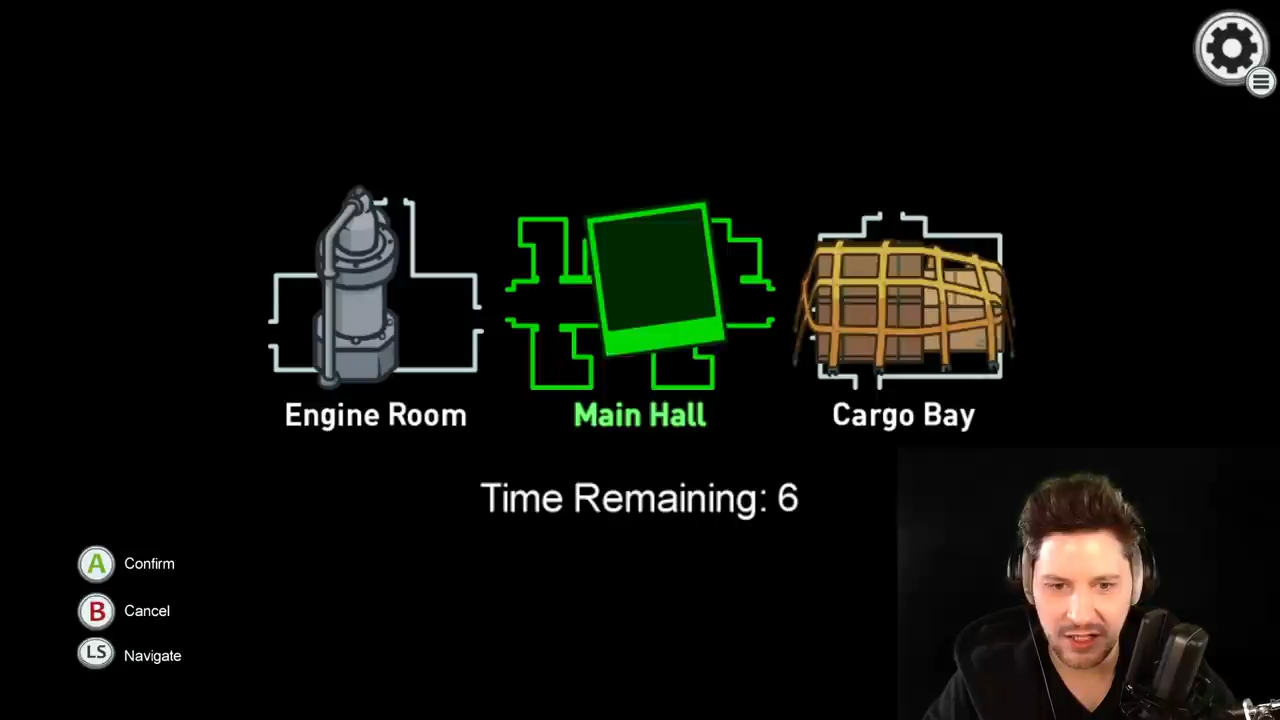 Engine Room
Main Hall
Cargo Bay
Time Remaining: 6
A Confirm
B Cancel
LS Navigate